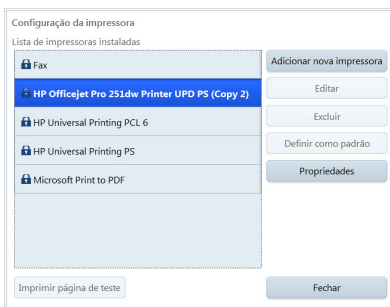 Configuração da impressora
Lista de impressoras instaladas
Fax
HP Officejet Pro 251dw Printer UPD PS (Copy 2)
HP Universal Printing PCL 6
HP Universal Printing PS
Microsoft Print to PDF
Adicionar nova impressora
Editar
Excluir
Definir como padrão
Propriedades
Imprimir página de teste
Fechar